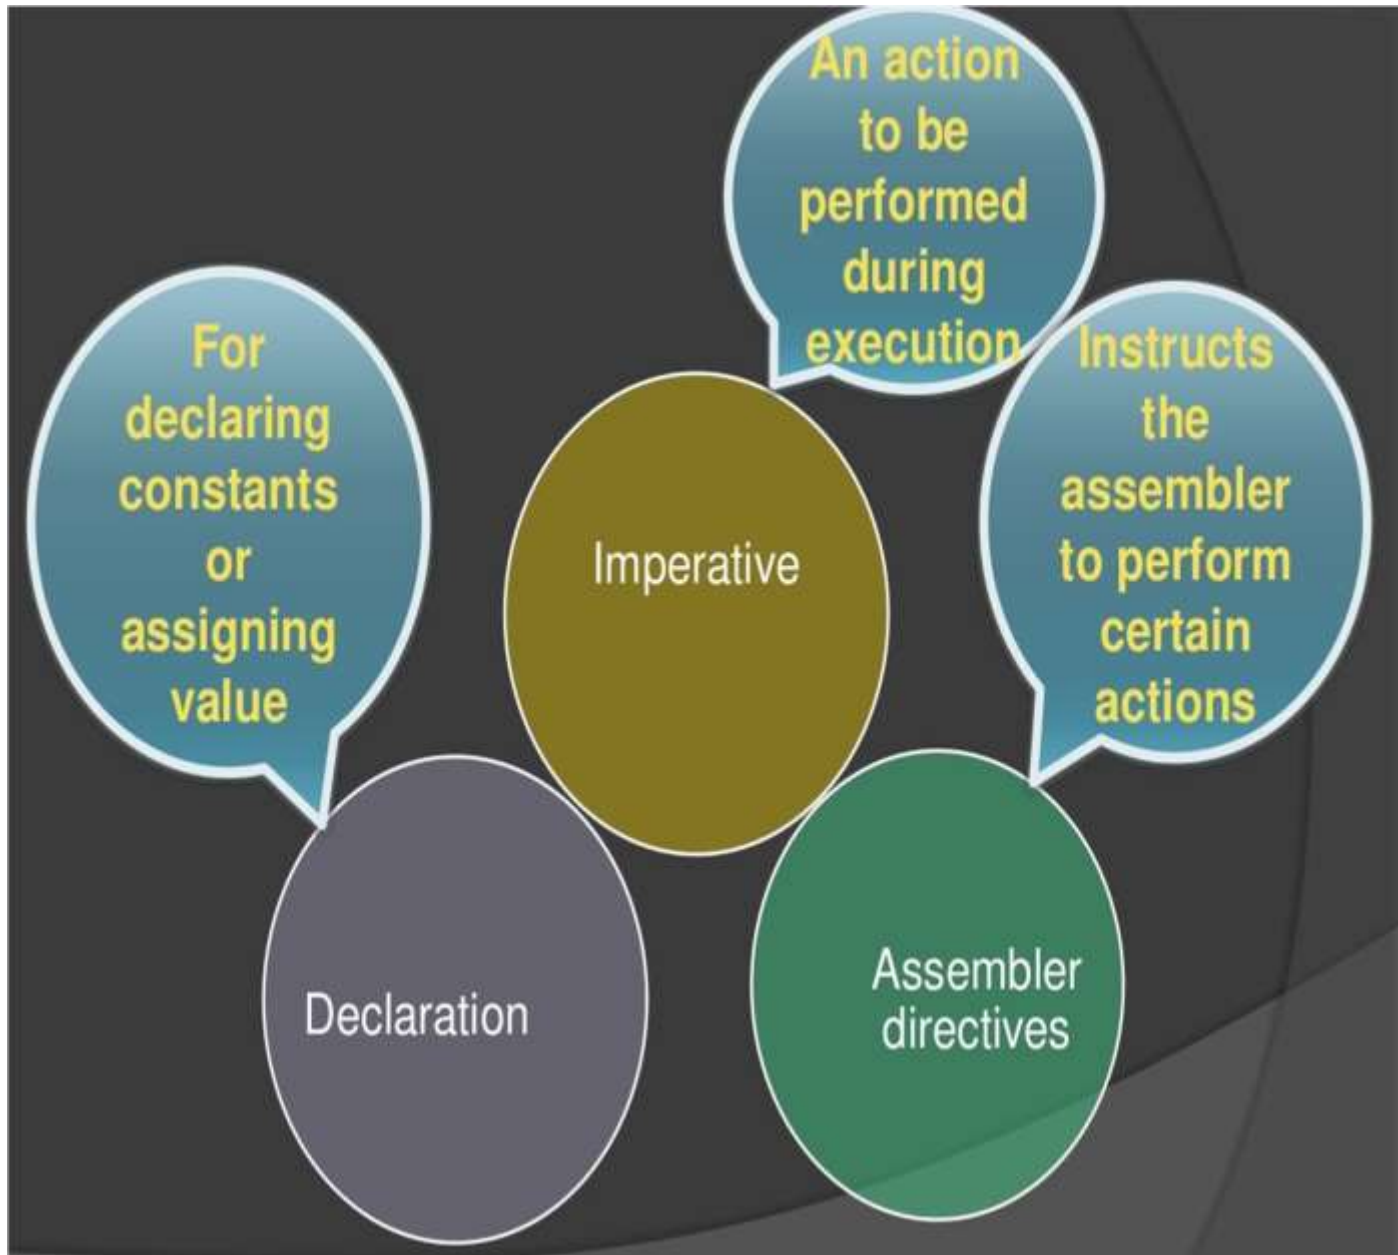 An action
to be
performed
during
execution
For
declaring
constants
or
assigning
value
Instructs
the
assembler
to perform
certain
actions
Imperative
Declaration
Assembler
directives